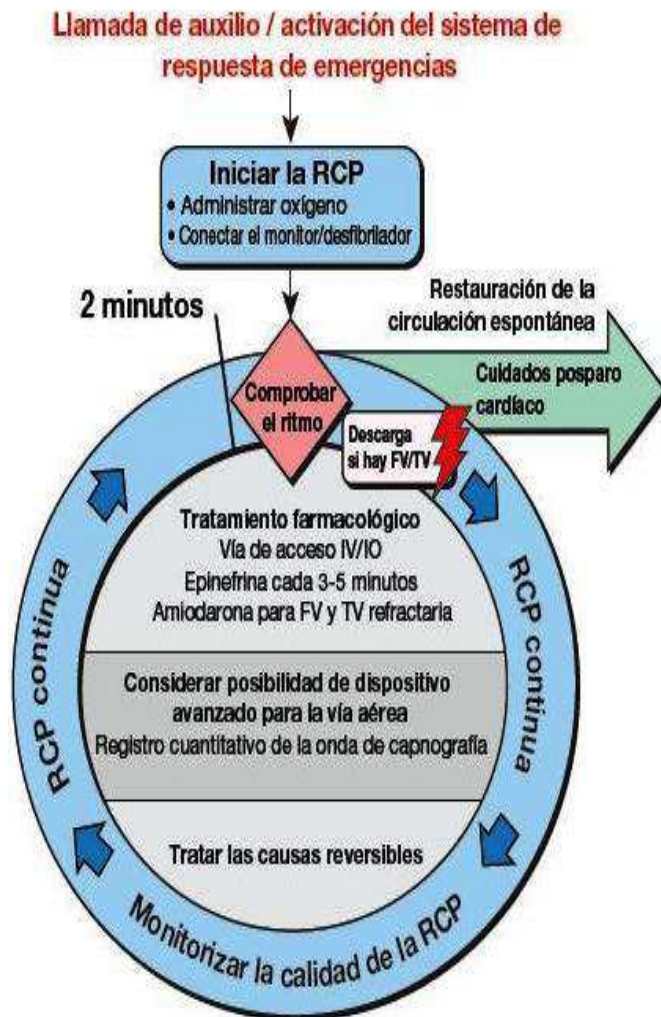 Llamada de auxilio / activación del sistema de
respuesta de emergencias
Iniciar la RCP
• Administrar oxígeno
• Conectar el monitor/desfibrilador
2 minutos
Restauración de la
circulación espontánea
Cuidados posparo
cardíaco
Comprobar
el ritmo
Descarga
si hay FV/TV
Tratamiento farmacológico
Vía de acceso IV/IO
Epinefrina cada 3-5 minutos
Amiodarona para FV y TV refractaria
RCP continua
RCP continua
Considerar posibilidad de dispositivo
avanzado para la vía aérea
Registro cuantitativo de la onda de capnografía
Tratar las causas reversibles
Monitorizar la calidad de la RCP